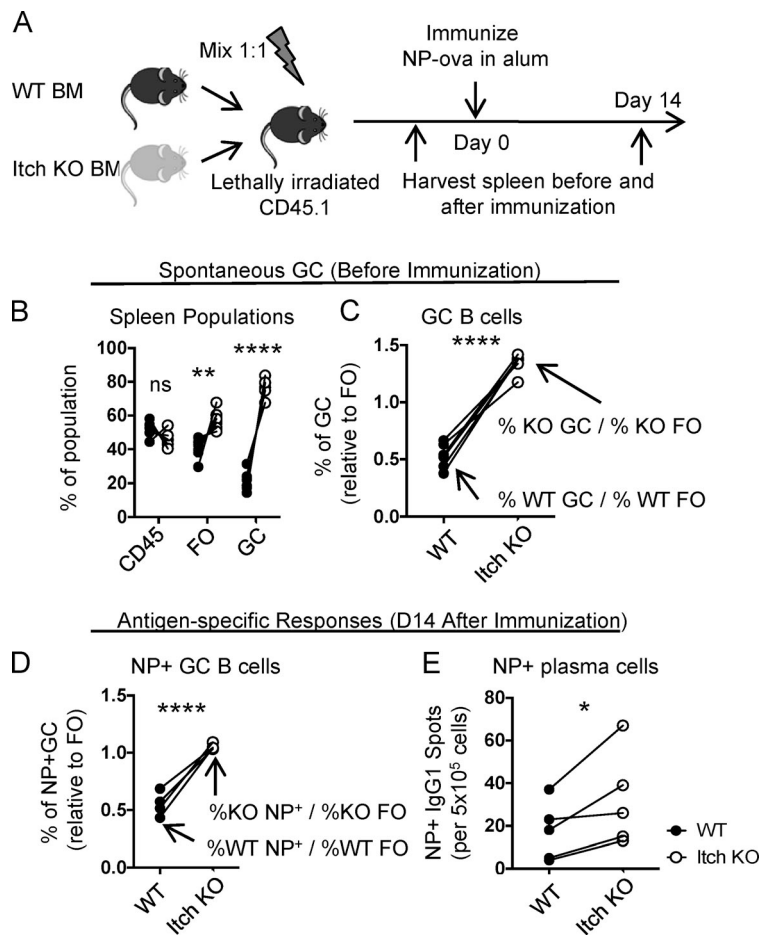 A
WT BM
Itch KO BM
Mix 1:1
Lethally irradiated
CD45.1
Immunize
NP-ova in alum
Day 0
Day 14
Harvest spleen before and
after immunization
Spontaneous GC (Before Immunization)
B
Spleen Populations
% of population
100
80
60
40
20
0
ns
**
****
CD45
FO
GC
C
GC B cells
% of GC
(relative to FO)
1.5
1.0
0.5
0.0
****
% KO GC / % KO FO
% WT GC / % WT FO
WT
Itch KO
Antigen-specific Responses (D14 After Immunization)
D
NP+ GC B cells
% of NP+GC
(relative to FO)
1.5
1.0
0.5
0.0
****
%KO NP⁺ / %KO FO
%WT NP⁺ / %WT FO
WT
Itch KO
E
NP+ plasma cells
NP+ IgG1 Spots
(per 5x10⁵ cells)
80
60
40
20
0
*
WT
Itch KO
WT
Itch KO